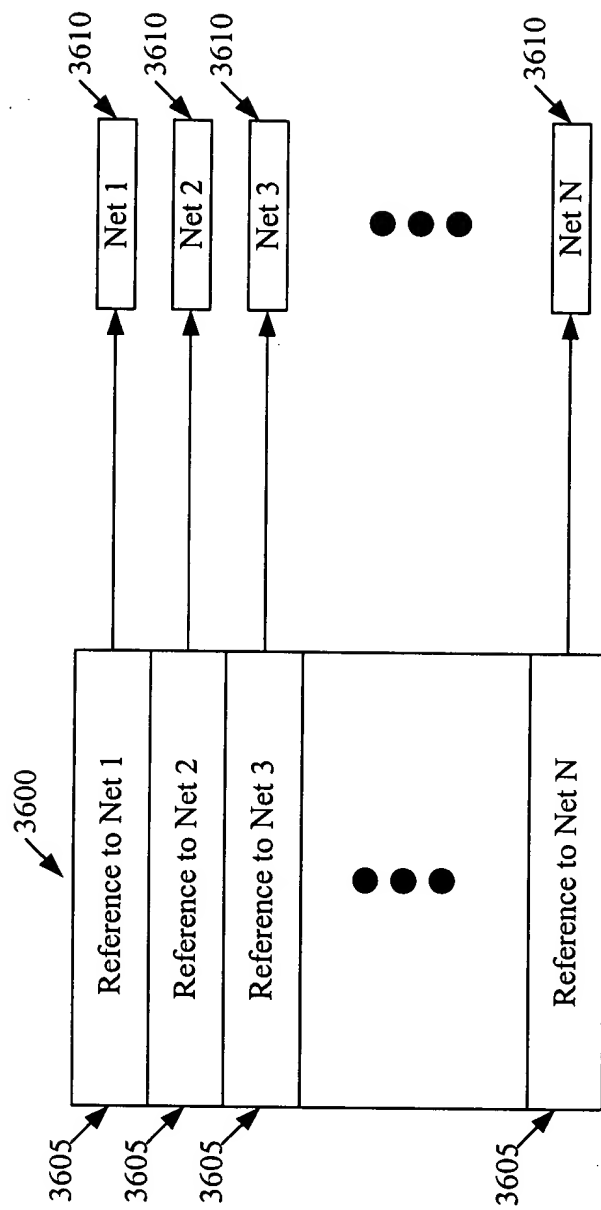 3600
3605
Reference to Net 1
Net 1
3610
3605
Reference to Net 2
Net 2
3610
3605
Reference to Net 3
Net 3
3610
3605
Reference to Net N
Net N
3610